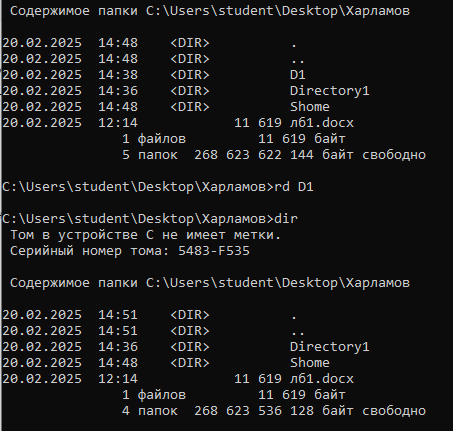 Содержимое папки C:\Users\student\Desktop\Харламов
20.02.2025 14:48 <DIR> .
20.02.2025 14:48 <DIR> ..
20.02.2025 14:38 <DIR> D1
20.02.2025 14:36 <DIR> Directory1
20.02.2025 14:48 <DIR> Shome
20.02.2025 12:14 11 619 лб1.docx
1 файлов 11 619 байт
5 папок 268 623 622 144 байт свободно
C:\Users\student\Desktop\Харламов>rd D1
C:\Users\student\Desktop\Харламов>dir
Том в устройстве C не имеет метки.
Серийный номер тома: 5483-F535
Содержимое папки C:\Users\student\Desktop\Харламов
20.02.2025 14:51 <DIR> .
20.02.2025 14:51 <DIR> ..
20.02.2025 14:36 <DIR> Directory1
20.02.2025 14:48 <DIR> Shome
20.02.2025 12:14 11 619 лб1.docx
1 файлов 11 619 байт
4 папок 268 623 536 128 байт свободно